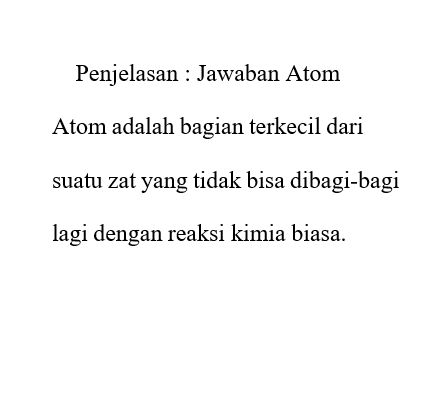 Penjelasan : Jawaban Atom
Atom adalah bagian terkecil dari
suatu zat yang tidak bisa dibagi-bagi
lagi dengan reaksi kimia biasa.